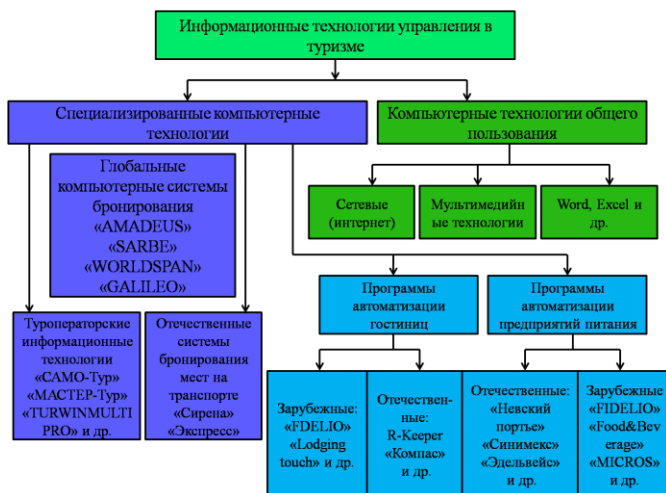 Информационные технологии управления в
туризме
Специализированные компьютерные
технологии
Компьютерные технологии общего
пользования
Глобальные
компьютерные системы
бронирования
«AMADEUS»
«SARBE»
«WORLDSPAN»
«GALILEO»
Сетевые
(интернет)
Мультимедий
ные технологии
Word, Excel и
др.
Программы
автоматизации
гостиниц
Программы
автоматизации
предприятий питания
Туроператорские
информационные
технологии
«САМО-Тур»
«МАСТЕР-Тур»
«TURWINMULTI
PRO» и др.
Отечественные
системы
бронирования
мест на
транспорте
«Сирена»
«Экспресс»
Зарубежные:
«FDELIO»
«Lodging
touch» и др.
Отечествен-
ные:
R-Keeper
«Компас»
и др.
Отечественные:
«Невский
портье»
«Синимекс»
«Эдельвейс» и др.
Зарубежные
«FIDELIO»
«Food&Bev
erage»
«MICROS» и др.